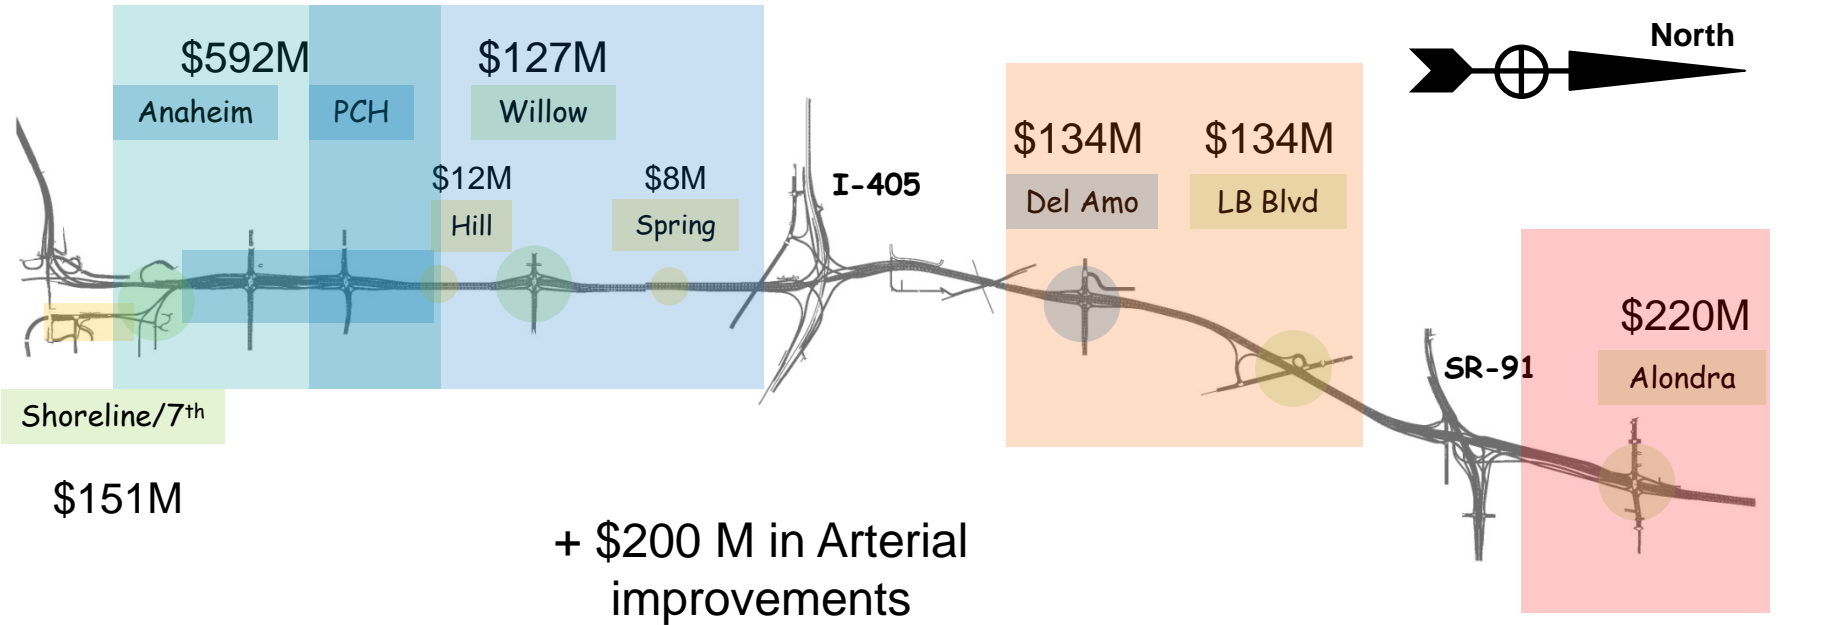 North
$592M
$127M
Anaheim
PCH
Willow
$134M
$134M
$12M
$8M
I-405
Del Amo
LB Blvd
Hill
Spring
$220M
SR-91
Alondra
Shoreline/7th
$151M
+ $200 M in Arterial
improvements